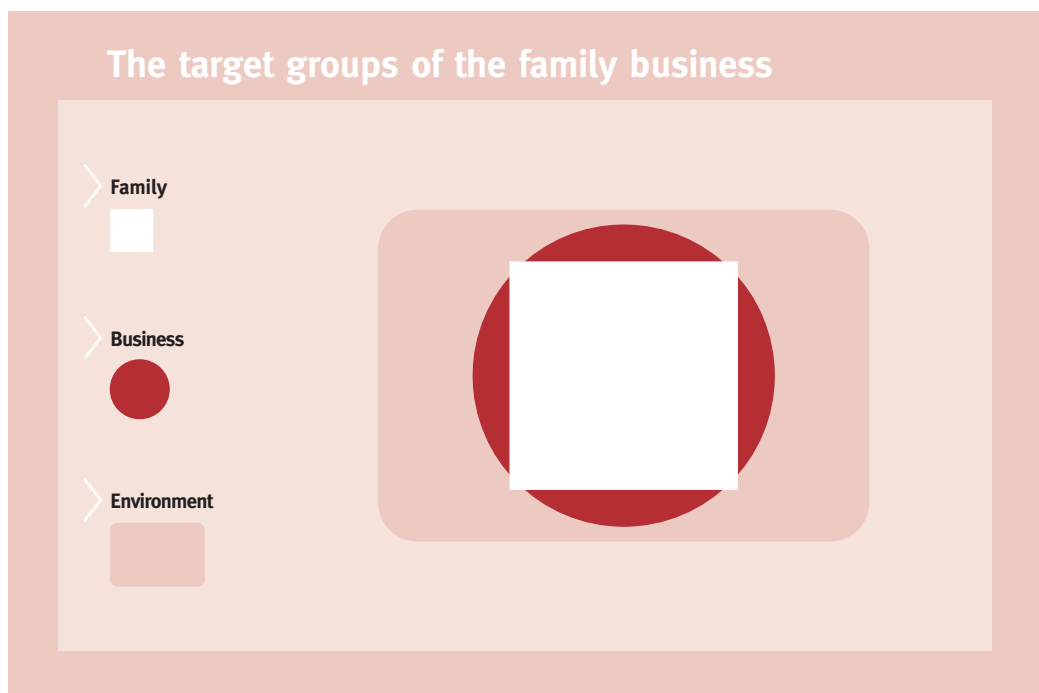 The target groups of the family business
Family
Business
Environment